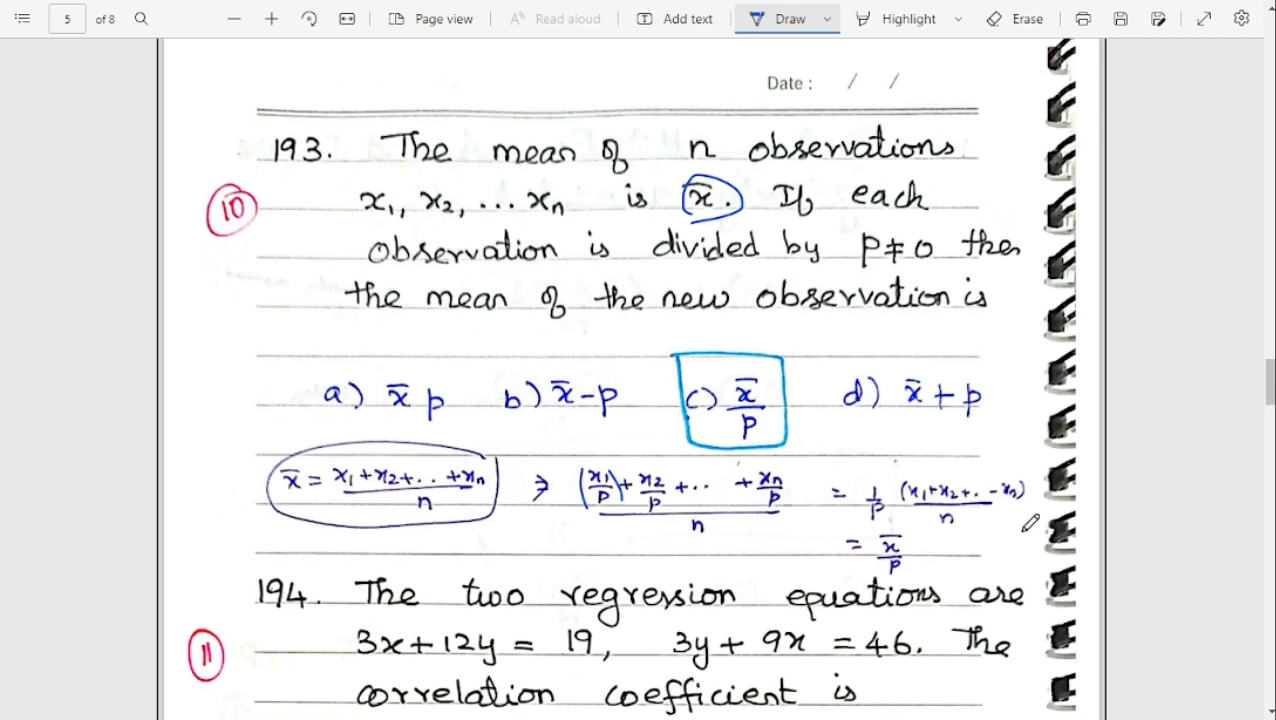 5 of 8 Page view Read aloud Add text Draw Highlight Erase
Date : / /
193. The mean of n observations
10
x₁, x₂, ... xₙ is x̄. If each
observation is divided by p≠0 then
the mean of the new observation is
a) x̄ p b) x̄-p c) x̄/p d) x̄+p
x̄ = (x₁+x₂+..+xₙ)/n ⇒ ((x₁/p)+x₂/p+..+xₙ/p)/n = 1/p (x₁+x₂+..-xₙ)/n
= x̄/p
194. The two regression equations are
11
3x+12y = 19, 3y+9x = 46. The
correlation coefficient is